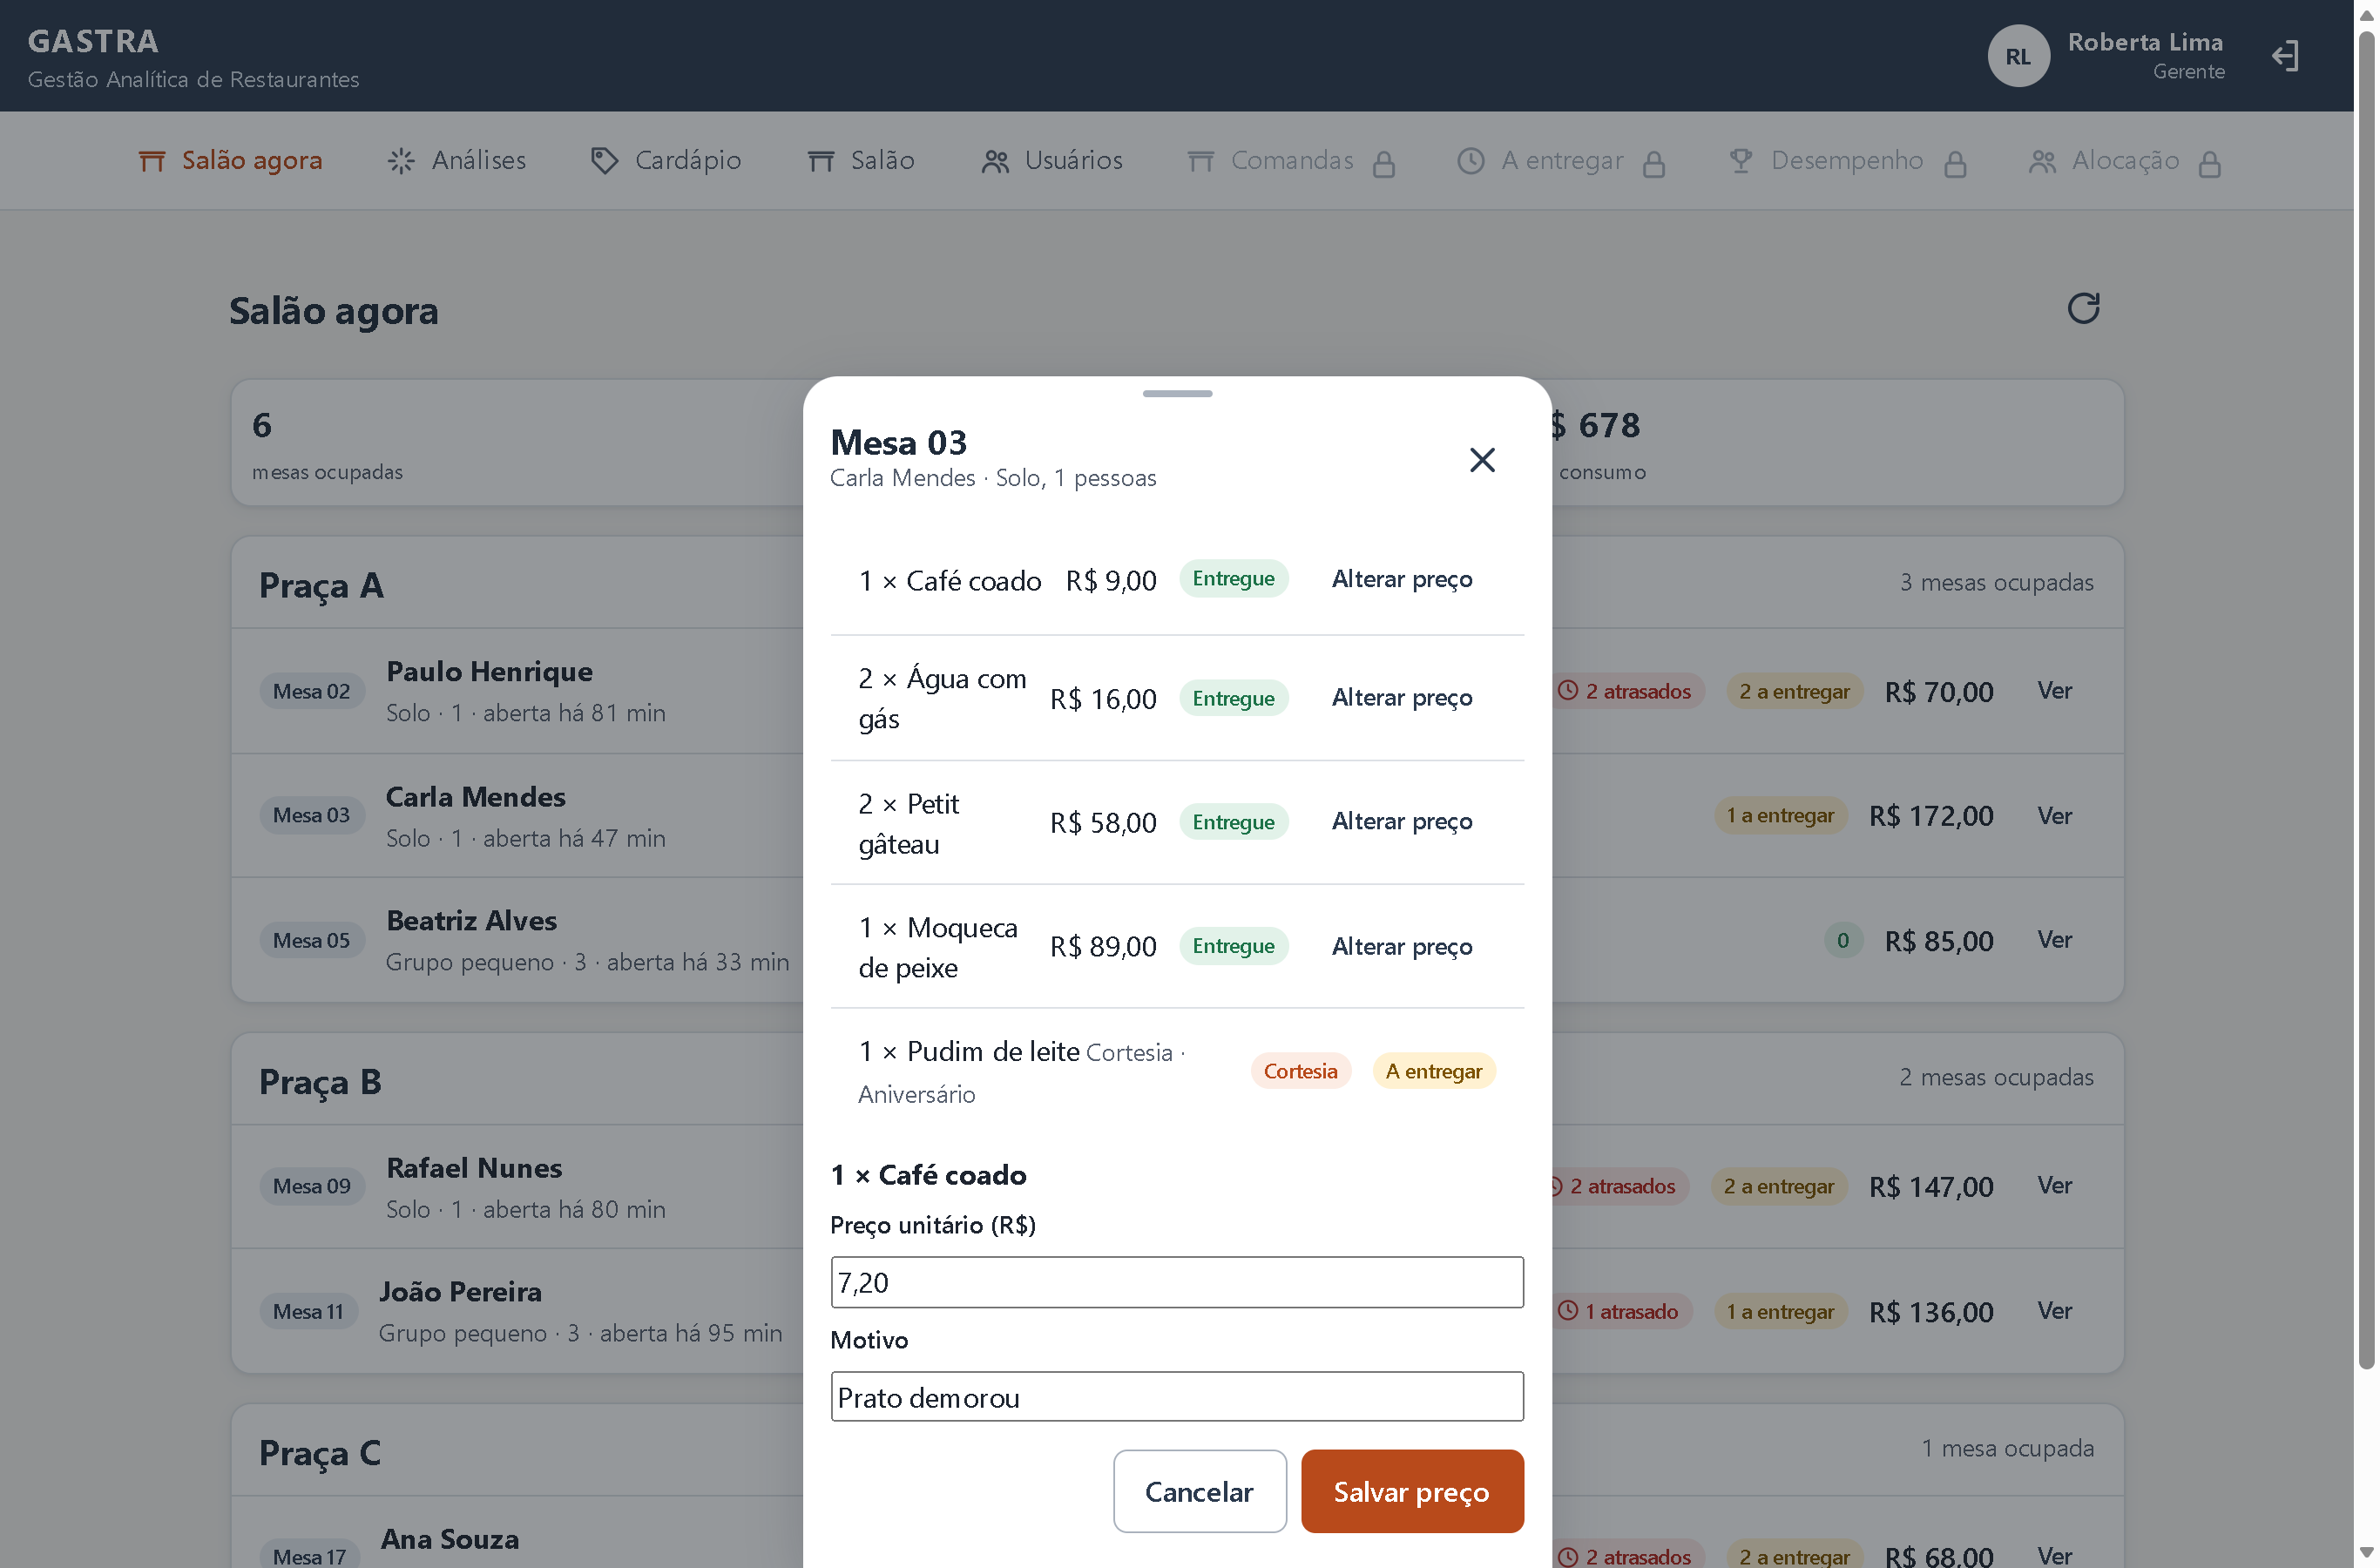 GASTRA
Gestão Analítica de Restaurantes
RL
Roberta Lima
Gerente
Salão agora
Análises
Cardápio
Salão
Usuários
Comandas
A entregar
Desempenho
Alocação
Salão agora
6
mesas ocupadas
$ 678
consumo
Praça A
3 mesas ocupadas
Mesa 02
Paulo Henrique
Solo · 1 · aberta há 81 min
2 atrasados
2 a entregar
R$ 70,00
Ver
Mesa 03
Carla Mendes
Solo · 1 · aberta há 47 min
1 a entregar
R$ 172,00
Ver
Mesa 05
Beatriz Alves
Grupo pequeno · 3 · aberta há 33 min
0
R$ 85,00
Ver
Praça B
2 mesas ocupadas
Mesa 09
Rafael Nunes
Solo · 1 · aberta há 80 min
2 atrasados
2 a entregar
R$ 147,00
Ver
Mesa 11
João Pereira
Grupo pequeno · 3 · aberta há 95 min
1 atrasado
1 a entregar
R$ 136,00
Ver
Praça C
1 mesa ocupada
Mesa 17
Ana Souza
2 atrasados
2 a entregar
R$ 68,00
Ver
Mesa 03
Carla Mendes · Solo, 1 pessoas
1 × Café coado
R$ 9,00
Entregue
Alterar preço
2 × Água com
gás
R$ 16,00
Entregue
Alterar preço
2 × Petit
gâteau
R$ 58,00
Entregue
Alterar preço
1 × Moqueca
de peixe
R$ 89,00
Entregue
Alterar preço
1 × Pudim de leite Cortesia ·
Aniversário
Cortesia
A entregar
1 × Café coado
Preço unitário (R$)
7,20
Motivo
Prato demorou
Cancelar
Salvar preço